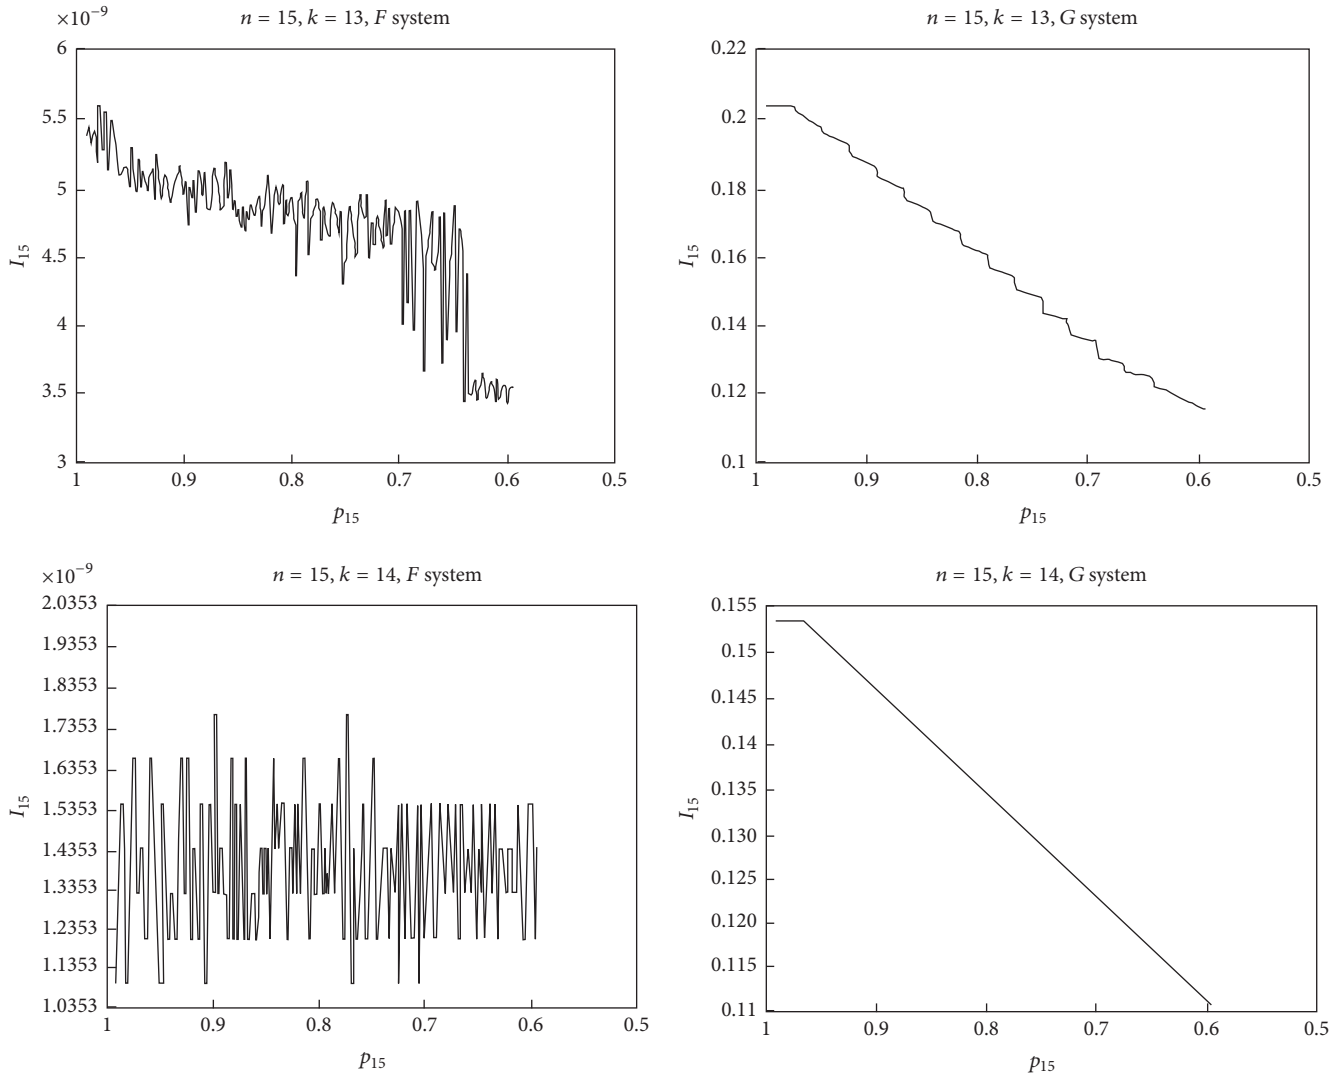 ×10−9
n = 15, k = 13, F system
6
5.5
5
4.5
4
3.5
3
I15
1 0.9 0.8 0.7 0.6 0.5
p15
n = 15, k = 13, G system
0.22
0.2
0.18
0.16
0.14
0.12
0.1
I15
1 0.9 0.8 0.7 0.6 0.5
p15
×10−9
n = 15, k = 14, F system
2.0353
1.9353
1.8353
1.7353
1.6353
1.5353
1.4353
1.3353
1.2353
1.1353
1.0353
I15
1 0.9 0.8 0.7 0.6 0.5
p15
n = 15, k = 14, G system
0.155
0.15
0.145
0.14
0.135
0.130
0.125
0.120
0.115
0.11
I15
1 0.9 0.8 0.7 0.6 0.5
p15